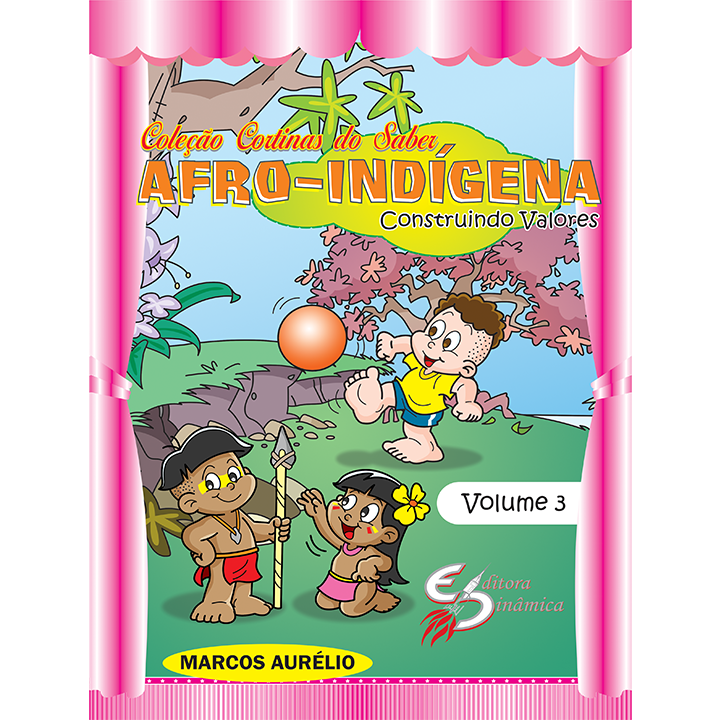 Coleção Cortinas do Saber
AFRO-INDÍGENA
Construindo Valores
Volume 3
Editora
Dinâmica
MARCOS AURÉLIO